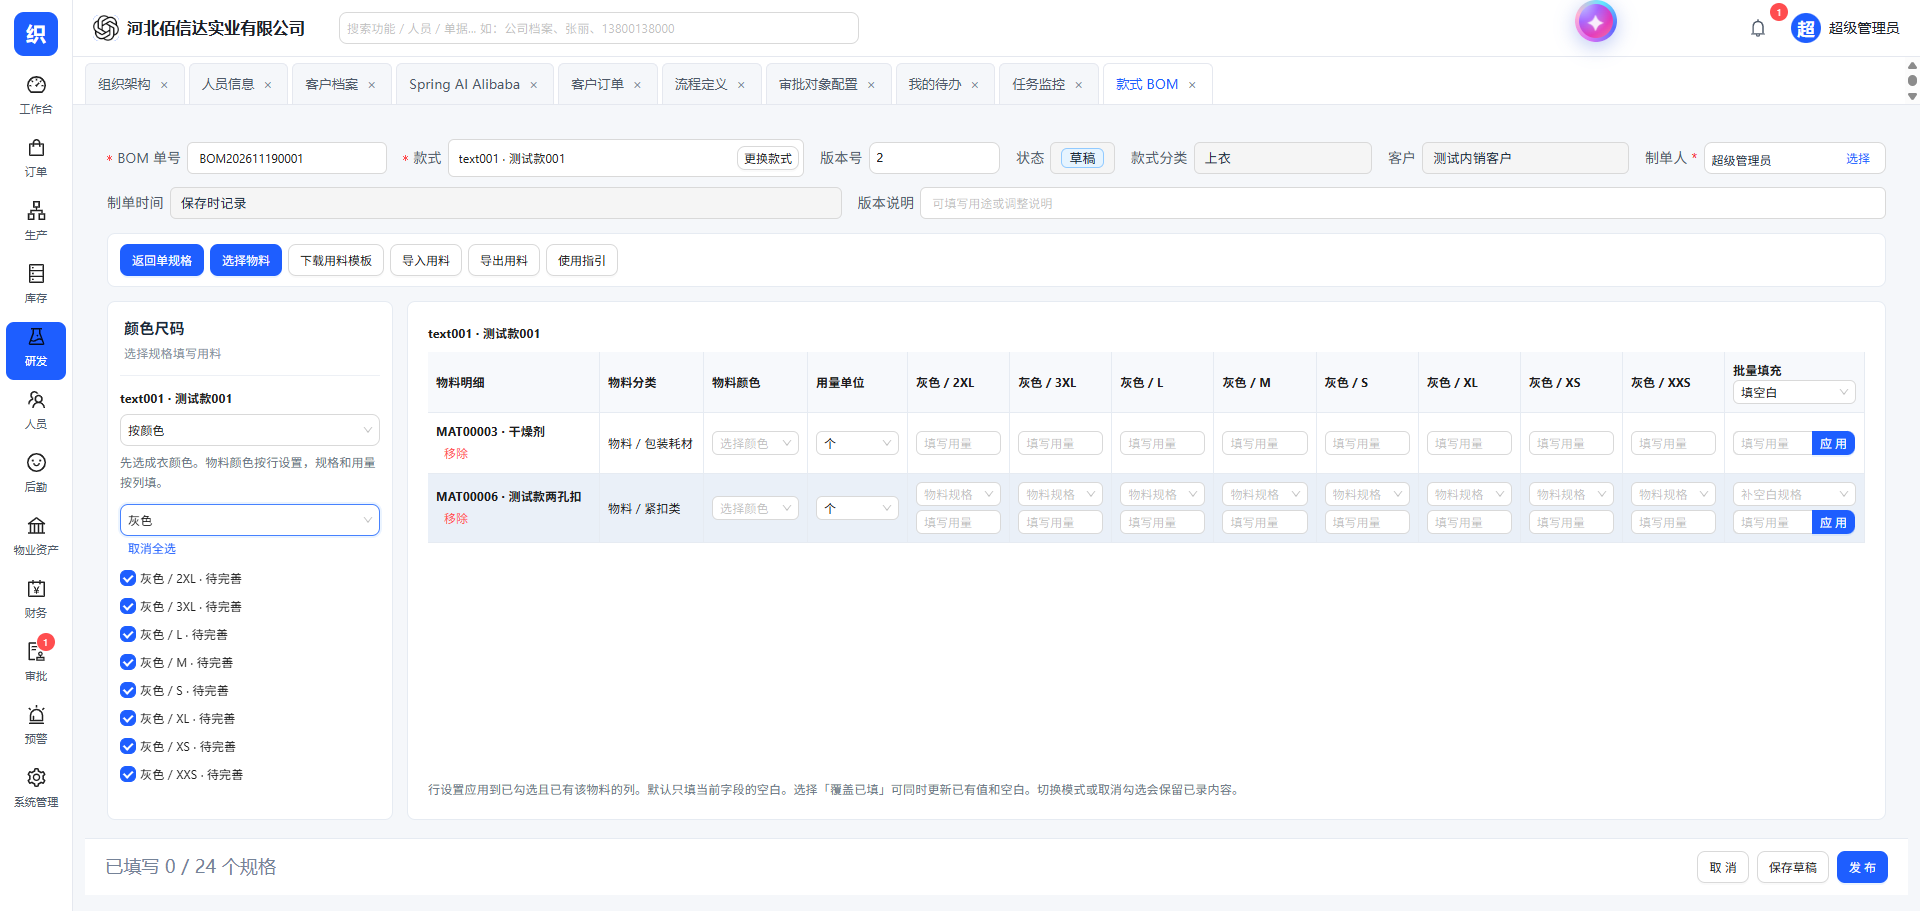 织
河北佰信达实业有限公司
搜索功能 / 人员 / 单据... 如：公司档案、张丽、13800138000
1
超
超级管理员
工作台
订单
生产
库存
研发
人员
后勤
物业资产
财务
1
审批
预警
系统管理
组织架构 × 人员信息 × 客户档案 × Spring AI Alibaba × 客户订单 × 流程定义 × 审批对象配置 × 我的待办 × 任务监控 × 款式 BOM ×
* BOM 单号 BOM202611190001 * 款式 text001 · 测试款001 更换款式 版本号 2 状态 草稿 款式分类 上衣 客户 测试内销客户 制单人 * 超级管理员 选择
制单时间 保存时记录 版本说明 可填写用途或调整说明
返回单规格 选择物料 下载用料模板 导入用料 导出用料 使用指引
颜色尺码
选择规格填写用料
text001 · 测试款001
按颜色
先选成衣颜色。物料颜色按行设置，规格和用量
按列填。
灰色
取消全选
灰色 / 2XL · 待完善
灰色 / 3XL · 待完善
灰色 / L · 待完善
灰色 / M · 待完善
灰色 / S · 待完善
灰色 / XL · 待完善
灰色 / XS · 待完善
灰色 / XXS · 待完善
text001 · 测试款001
物料明细 物料分类 物料颜色 用量单位 灰色 / 2XL 灰色 / 3XL 灰色 / L 灰色 / M 灰色 / S 灰色 / XL 灰色 / XS 灰色 / XXS 批量填充
填空白
MAT00003 · 干燥剂
移除
物料 / 包装耗材 选择颜色 个 填写用量 填写用量 填写用量 填写用量 填写用量 填写用量 填写用量 填写用量 填写用量 应 用
MAT00006 · 测试款两孔扣
移除
物料 / 紧扣类 选择颜色 个
物料规格 物料规格 物料规格 物料规格 物料规格 物料规格 物料规格 物料规格 补空白规格
填写用量 填写用量 填写用量 填写用量 填写用量 填写用量 填写用量 填写用量 填写用量 应 用
行设置应用到已勾选且已有该物料的列。默认只填当前字段的空白。选择「覆盖已填」可同时更新已有值和空白。切换模式或取消勾选会保留已录内容。
已填写 0 / 24 个规格
取 消 保存草稿 发 布